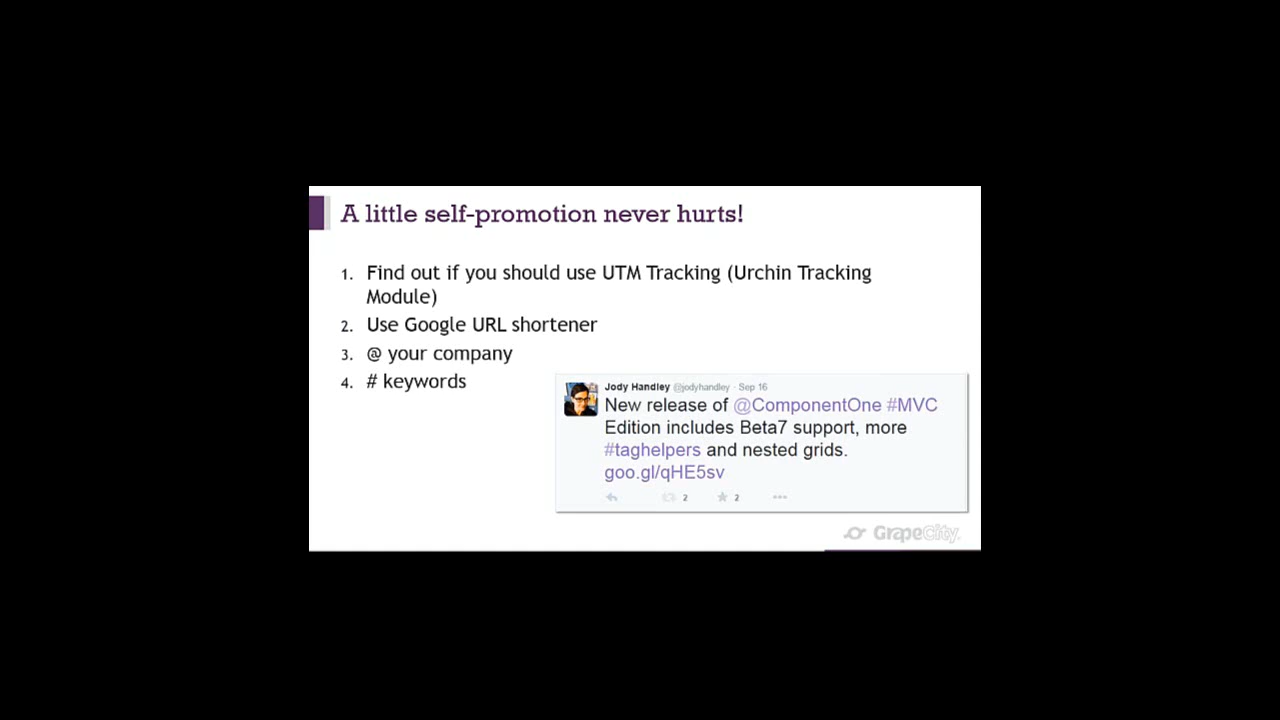 A little self-promotion never hurts!
1. Find out if you should use UTM Tracking (Urchin Tracking
Module)
2. Use Google URL shortener
3. @ your company
4. # keywords
Jody Handley @jodyhandley · Sep 16
New release of @ComponentOne #MVC
Edition includes Beta7 support, more
#taghelpers and nested grids.
goo.gl/qHE5sv
2 2
GrapeCity